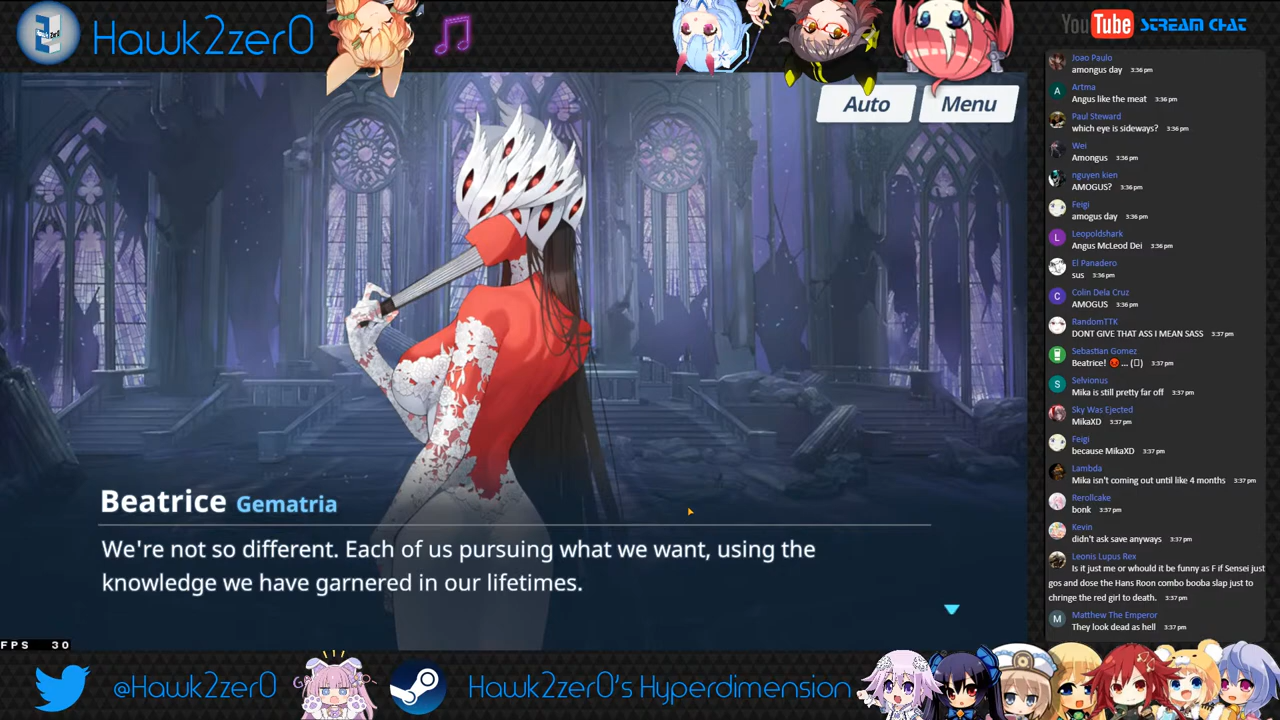 Hawk2zer0
YouTube STREAM CHAT
Auto
Menu
Joao Paulo
amongus day 3:36 pm
A
Artma
Angus like the meat 3:36 pm
Paul Steward
which eye is sideways? 3:36 pm
Wei
Amongus 3:36 pm
nguyen kien
AMOGUS? 3:36 pm
Feigi
amogus day 3:36 pm
L
Leopoldshark
Angus McLeod Dei 3:36 pm
El Panadero
sus 3:36 pm
C
Colin Dela Cruz
AMOGUS 3:36 pm
RandomTTK
DONT GIVE THAT ASS I MEAN SASS 3:37 pm
Sebastian Gomez
Beatrice! ... 3:37 pm
S
Selvionus
Mika is still pretty far off 3:37 pm
Sky Was Ejected
MikaXD 3:37 pm
Feigi
because MikaXD 3:37 pm
Lambda
Mika isn't coming out until like 4 months 3:37 pm
Rerollcake
bonk 3:37 pm
Kevin
didn't ask save anyways 3:37 pm
Leonis Lupus Rex
Is it just me or whould it be funny as F if Sensei just
gos and dose the Hans Roon combo booba slap just to
chringe the red girl to death. 3:37 pm
M
Matthew The Emperor
They look dead as hell 3:37 pm
Beatrice Gematria
We're not so different. Each of us pursuing what we want, using the
knowledge we have garnered in our lifetimes.
FPS 30
@Hawk2zer0
Hawk2zer0's Hyperdimension